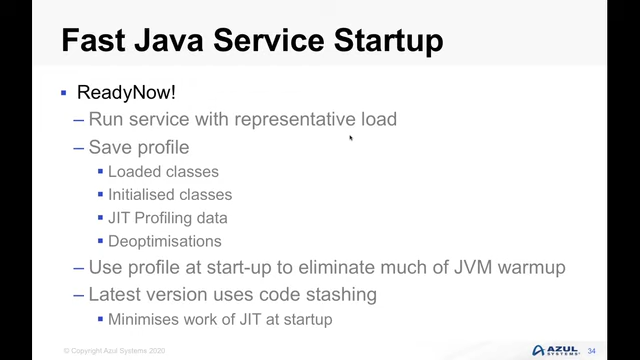 Fast Java Service Startup
ReadyNow!
– Run service with representative load
– Save profile
Loaded classes
Initialised classes
JIT Profiling data
Deoptimisations
– Use profile at start-up to eliminate much of JVM warmup
– Latest version uses code stashing
Minimises work of JIT at startup
© Copyright Azul Systems 2020
AZUL
34